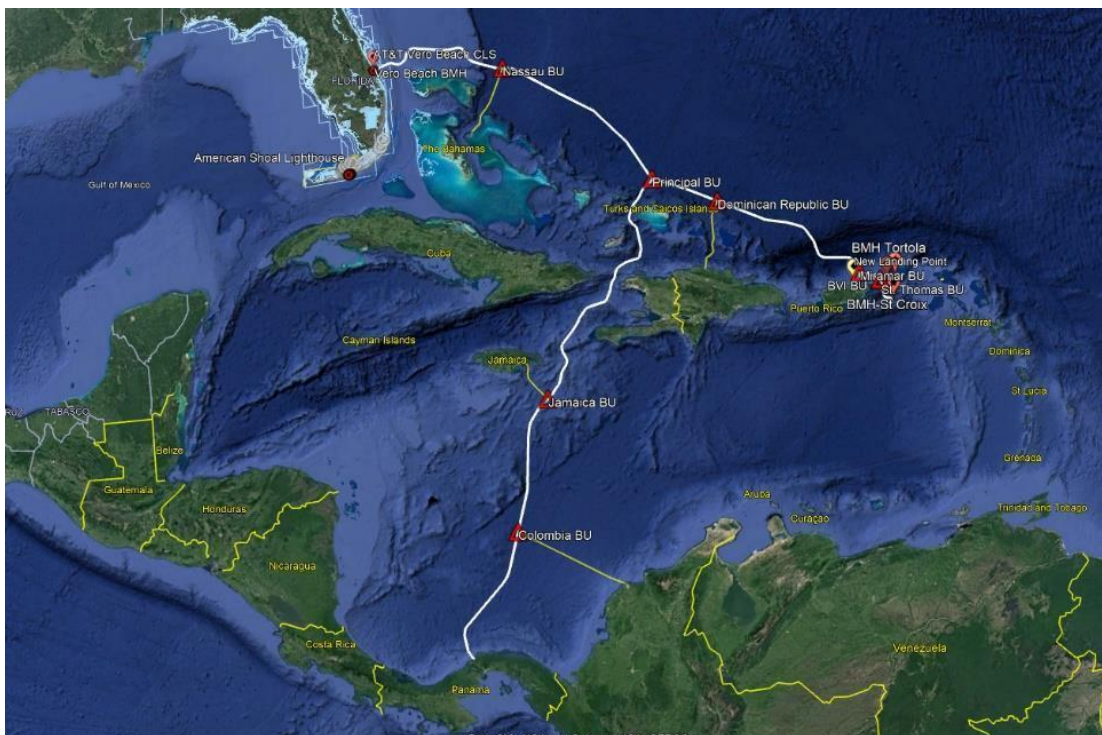 AT&T Vero Beach CLS
FLORIDA
Vero Beach BMH
Nassau BU
American Shoal Lighthouse
The Bahamas
Gulf of Mexico
Principal BU
Turks and Caicos Islan
Dominican Republic BU
Cuba
BMH Tortola
New Landing Point
Miramar BU
BVI BU
St Thomas BU
Puerto Rico
BMH-St Croix
Montserrat
Cayman Islands
Dominica
Jamaica
St Lucia
Jamaica BU
TABASCO
Belize
Grenada
Guatemala
Aruba
Honduras
Curaçao
Trinidad and Tobago
Colombia BU
Nicaragua
Costa Rica
Venezuela
Panama